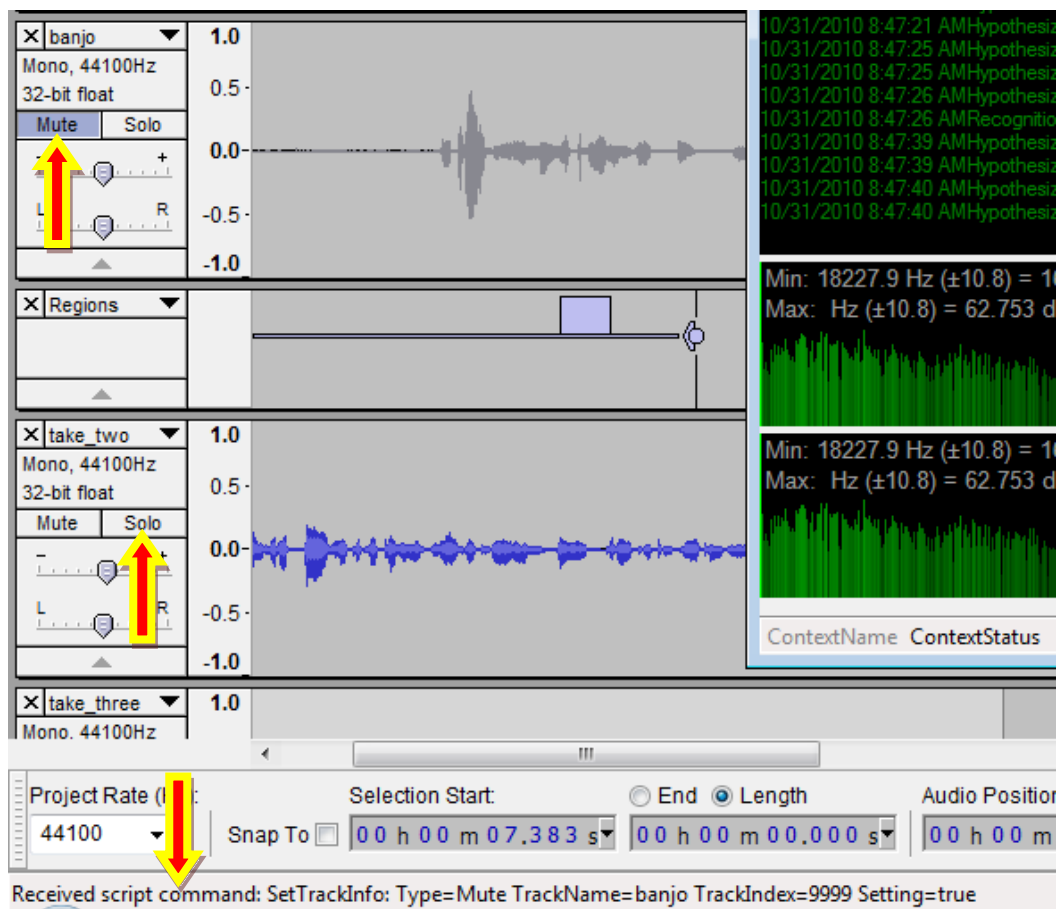 banjo
1.0
Mono, 44100Hz
32-bit float
0.5
Mute Solo
0.0
- +
L R
-0.5
-1.0
Regions
take_two
1.0
Mono, 44100Hz
32-bit float
0.5
Mute Solo
0.0
- +
L R
-0.5
-1.0
take_three
1.0
Mono, 44100Hz
10/31/2010 8:47:21 AMHypothesiz
10/31/2010 8:47:25 AMHypothesiz
10/31/2010 8:47:25 AMHypothesiz
10/31/2010 8:47:26 AMHypothesiz
10/31/2010 8:47:26 AMRecognitio
10/31/2010 8:47:39 AMHypothesiz
10/31/2010 8:47:39 AMHypothesiz
10/31/2010 8:47:40 AMHypothesiz
10/31/2010 8:47:40 AMHypothesiz
Min: 18227.9 Hz (±10.8) = 1
Max: Hz (±10.8) = 62.753 d
Min: 18227.9 Hz (±10.8) = 1
Max: Hz (±10.8) = 62.753 d
ContextName ContextStatus
Project Rate
Selection Start:
End Length
Audio Position
44100
Snap To
00 h 00 m 07.383 s
00 h 00 m 00.000 s
00 h 00 m
Received script command: SetTrackInfo: Type=Mute TrackName=banjo TrackIndex=9999 Setting=true